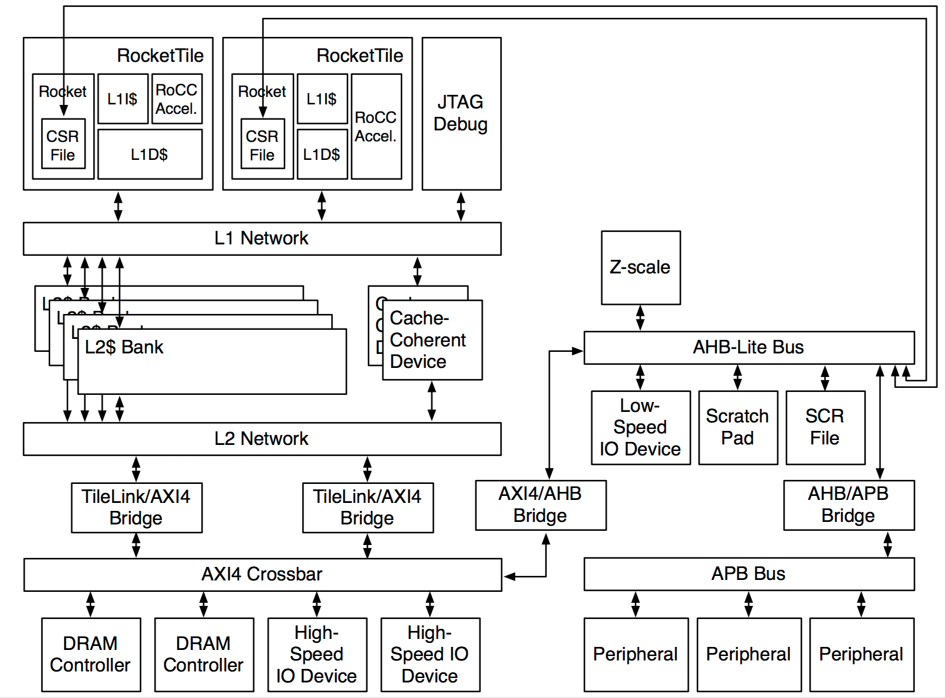 RocketTile
Rocket
CSR
File
L1I$
RoCC
Accel.
L1D$
RocketTile
Rocket
CSR
File
L1I$
L1D$
RoCC
Accel.
JTAG
Debug
L1 Network
L2$ Bank
Cache-
Coherent
Device
L2 Network
TileLink/AXI4
Bridge
TileLink/AXI4
Bridge
AXI4 Crossbar
DRAM
Controller
DRAM
Controller
High-
Speed
IO Device
High-
Speed IO
Device
Z-scale
AHB-Lite Bus
Low-
Speed
IO Device
Scratch
Pad
SCR
File
AXI4/AHB
Bridge
AHB/APB
Bridge
APB Bus
Peripheral
Peripheral
Peripheral